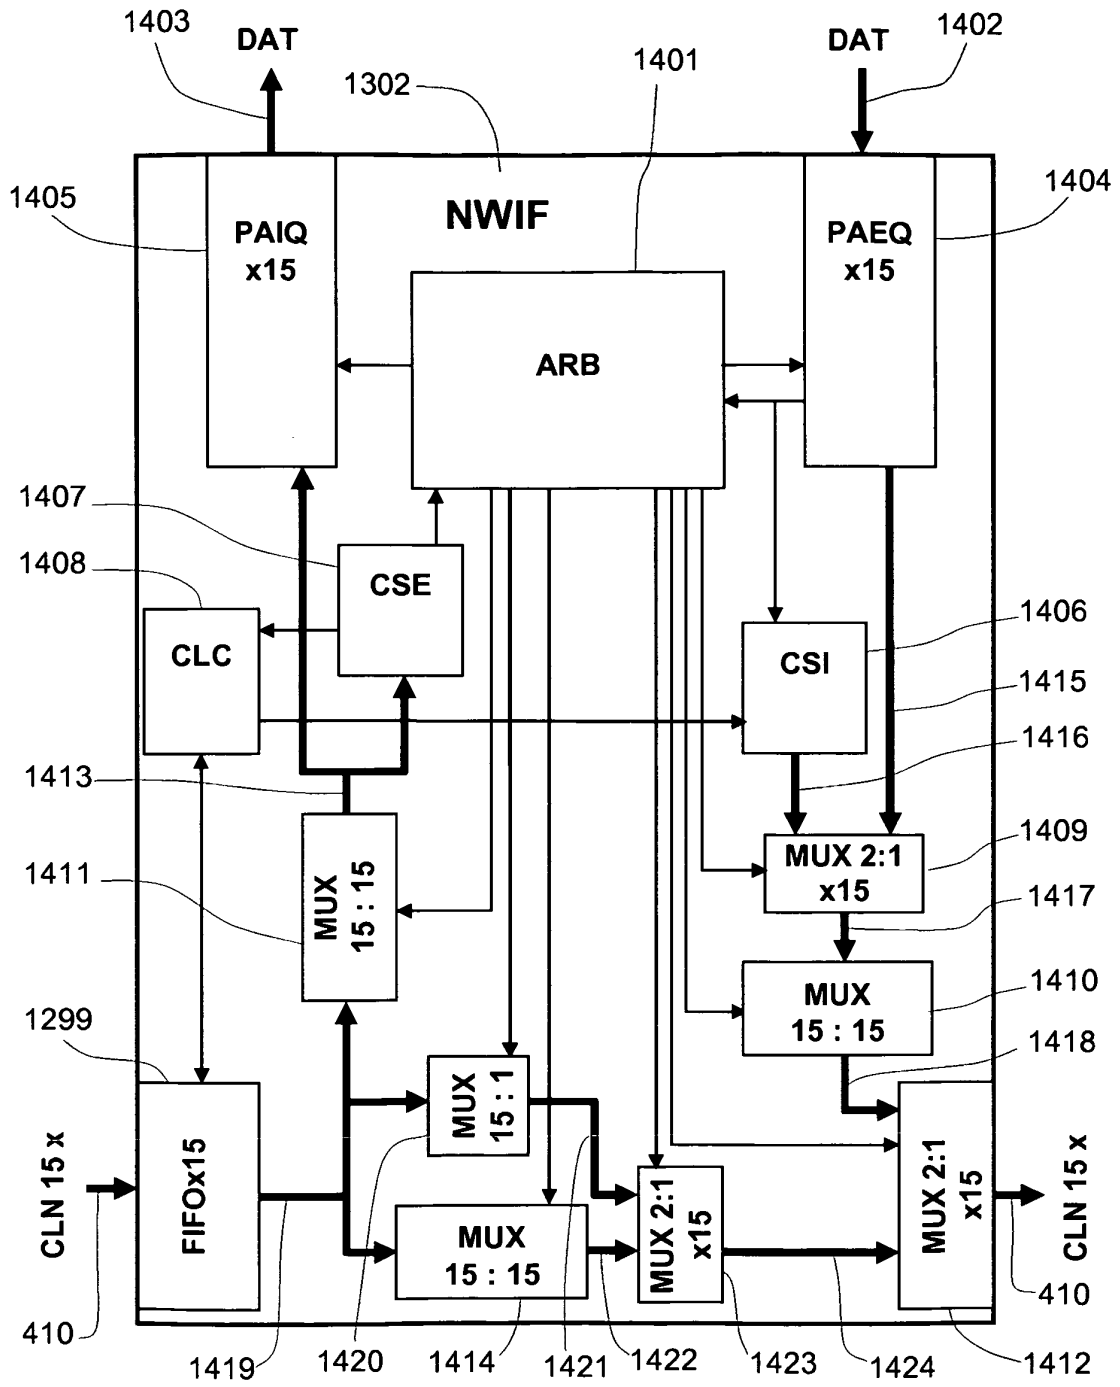 1403
DAT
DAT
1402
1302
1401
1405
1404
NWIF
PAIQ
x15
PAEQ
x15
ARB
1407
1408
CSE
1406
CLC
CSI
1415
1416
1413
1409
MUX 2:1
x15
1411
MUX
15 : 15
1417
1410
MUX
15 : 15
1299
1418
MUX
15 : 1
CLN 15 x
FIFOx15
MUX 2:1
x15
MUX 2:1
x15
CLN 15 x
MUX
15 : 15
410
410
1419
1420
1414
1421
1422
1423
1424
1412